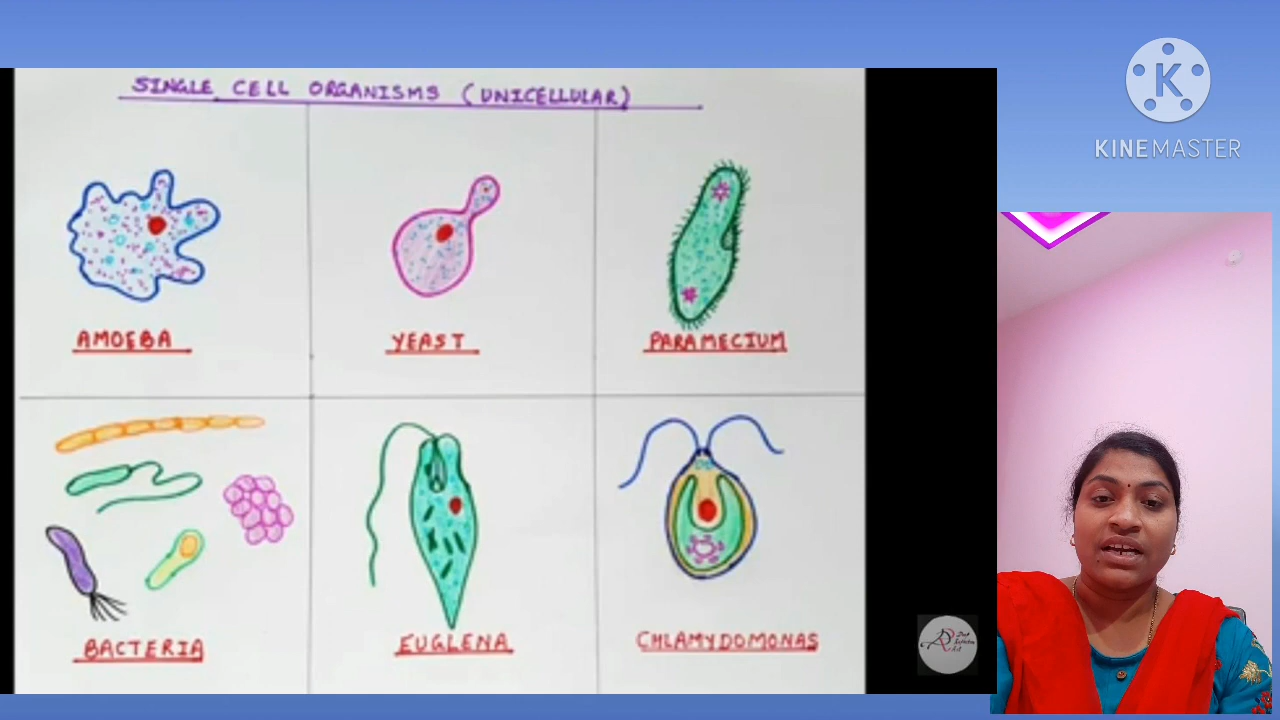 SINGLE CELL ORGANISMS (UNICELLULAR)
AMOEBA
YEAST
PARAMECIUM
BACTERIA
EUGLENA
CHLAMYDOMONAS
K
KINEMASTER